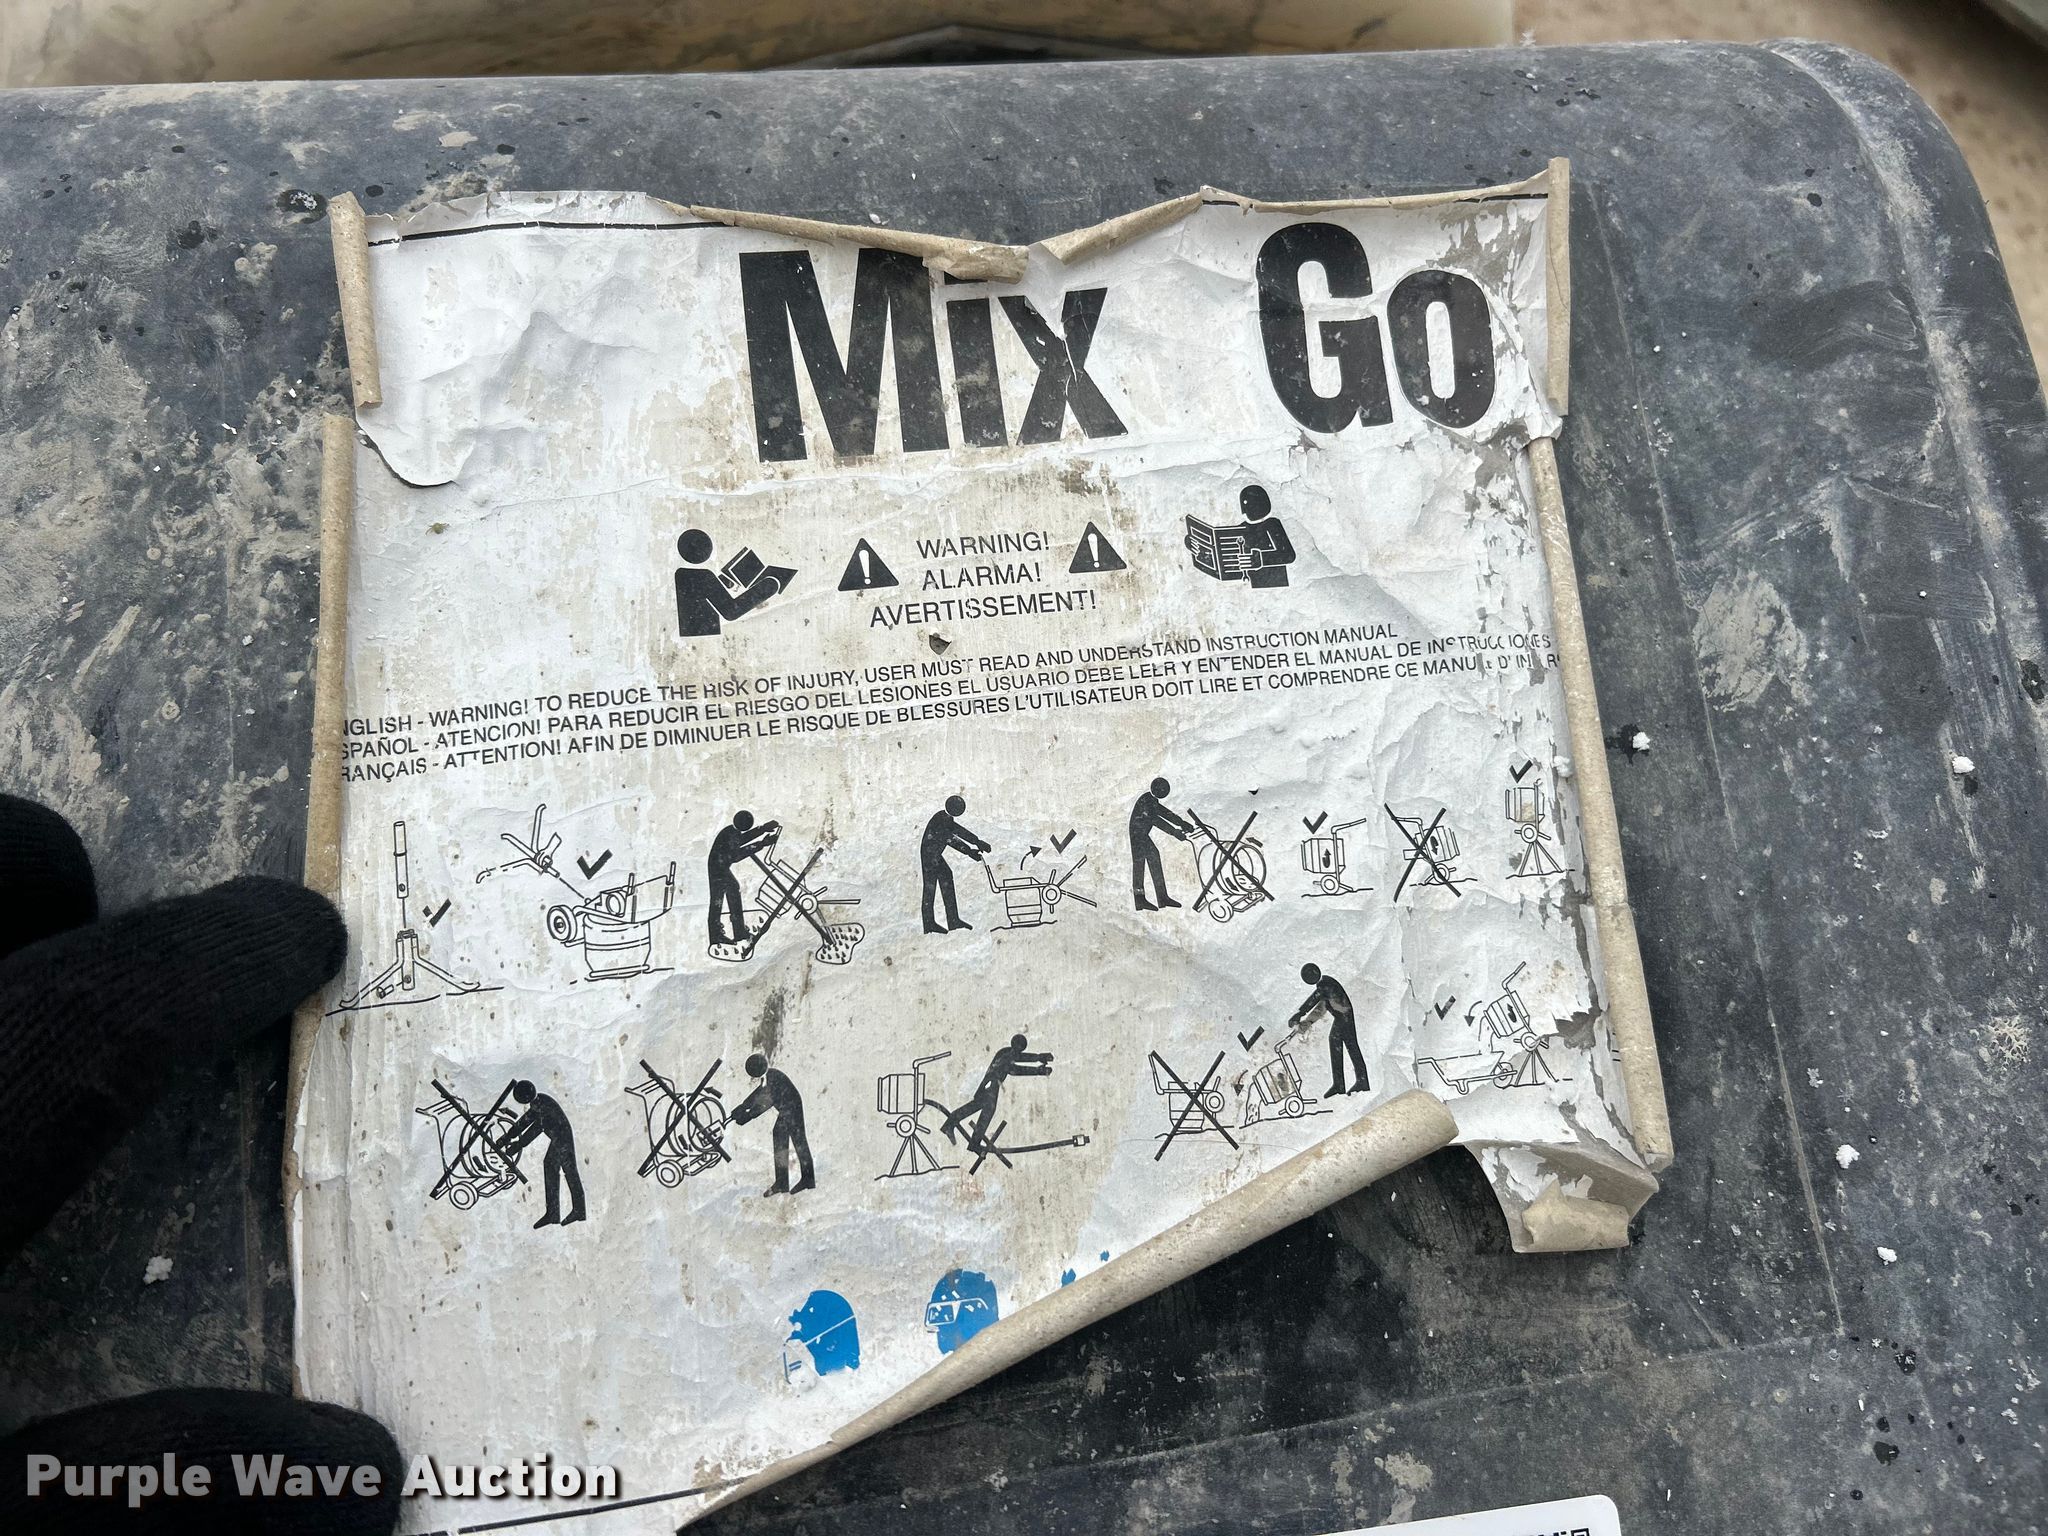 Mix Go
WARNING!
ALARMA!
AVERTISSEMENT!
NGLISH - WARNING! TO REDUCE THE RISK OF INJURY, USER MUST READ AND UNDERSTAND INSTRUCTION MANUAL
SPAÑOL - ATENCION! PARA REDUCIR EL RIESGO DEL LESIONES EL USUARIO DEBE LEER Y ENTENDER EL MANUAL DE INSTRUCCIONES
RANÇAIS - ATTENTION! AFIN DE DIMINUER LE RISQUE DE BLESSURES L'UTILISATEUR DOIT LIRE ET COMPRENDRE CE MANUEL
Purple Wave Auction